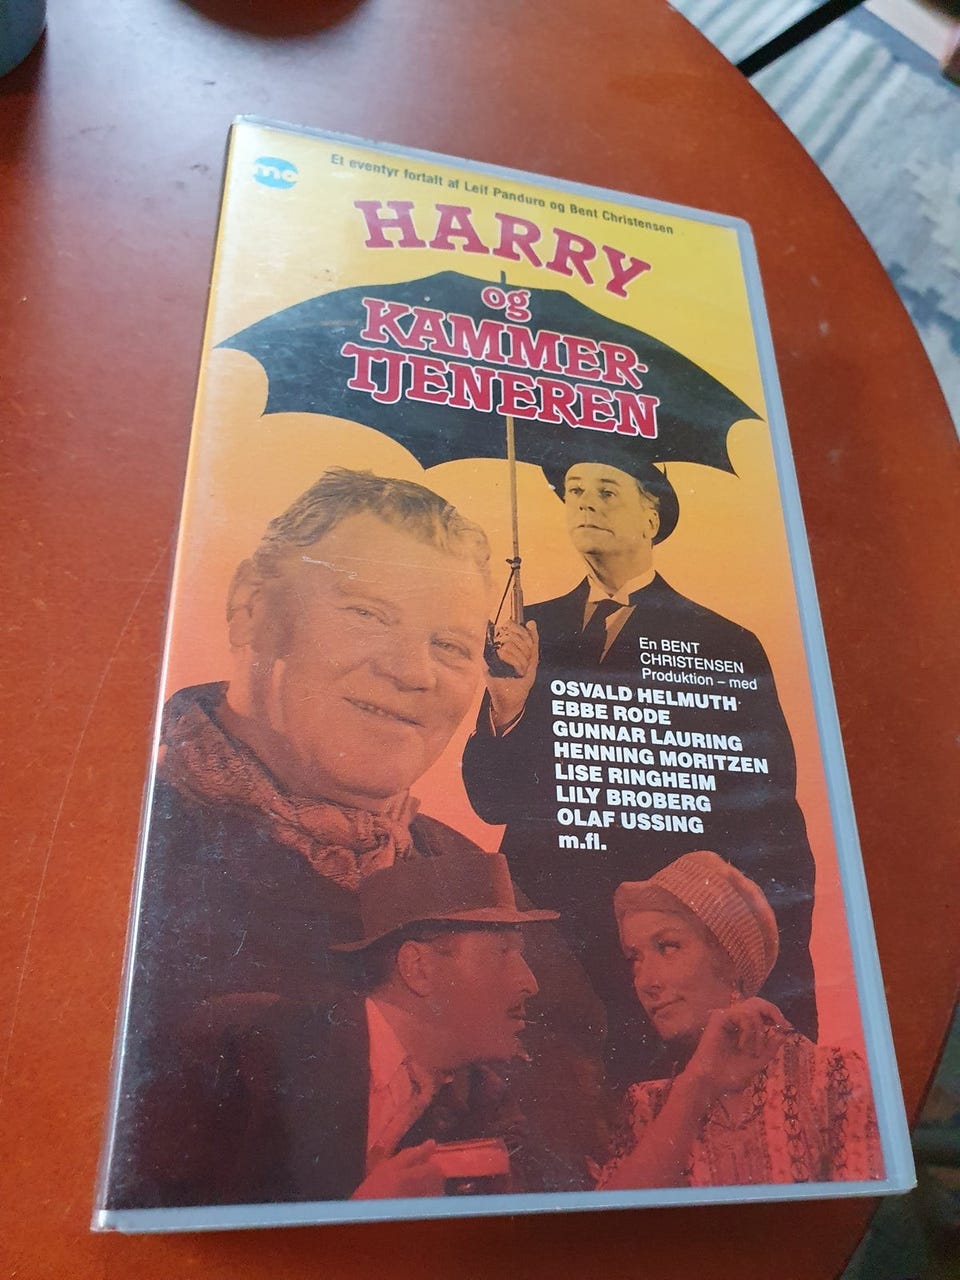 mo
Et eventyr fortalt af Leif Panduro og Bent Christensen
HARRY
og
KAMMER-
TJENEREN
En BENT
CHRISTENSEN
Produktion – med
OSVALD HELMUTH
EBBE RODE
GUNNAR LAURING
HENNING MORITZEN
LISE RINGHEIM
LILY BROBERG
OLAF USSING
m.fl.